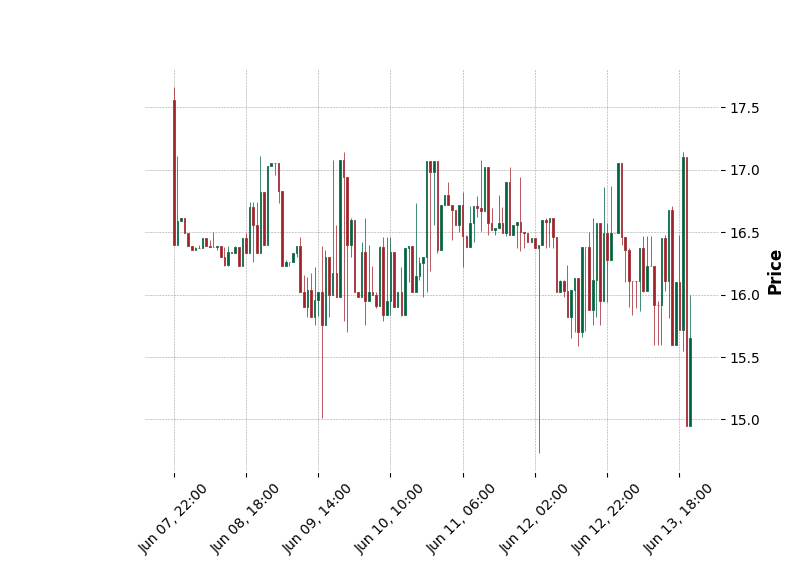 17.5
17.0
16.5
16.0
15.5
15.0
Price
Jun 07, 22:00
Jun 08, 18:00
Jun 09, 14:00
Jun 10, 10:00
Jun 11, 06:00
Jun 12, 02:00
Jun 12, 22:00
Jun 13, 18:00